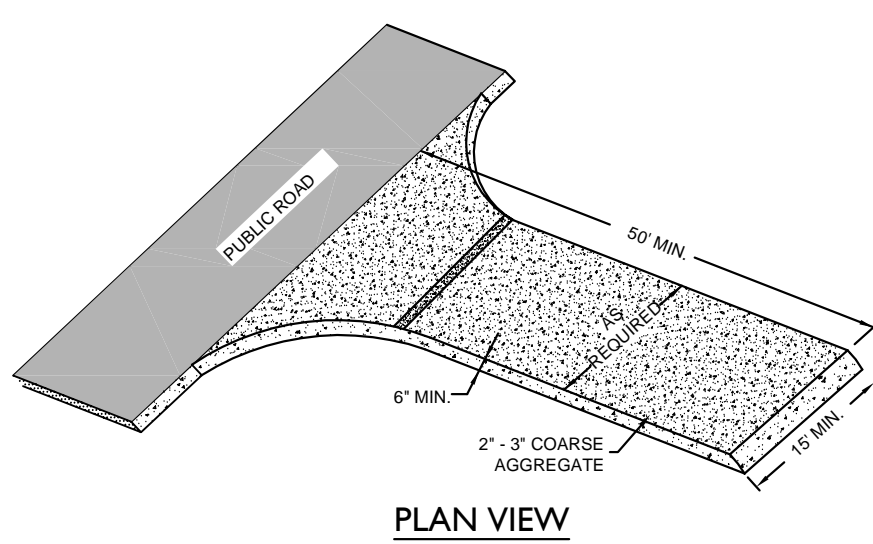 PUBLIC ROAD
50' MIN.
AS
REQUIRED
6" MIN.
2" - 3" COARSE
AGGREGATE
15' MIN.
PLAN VIEW